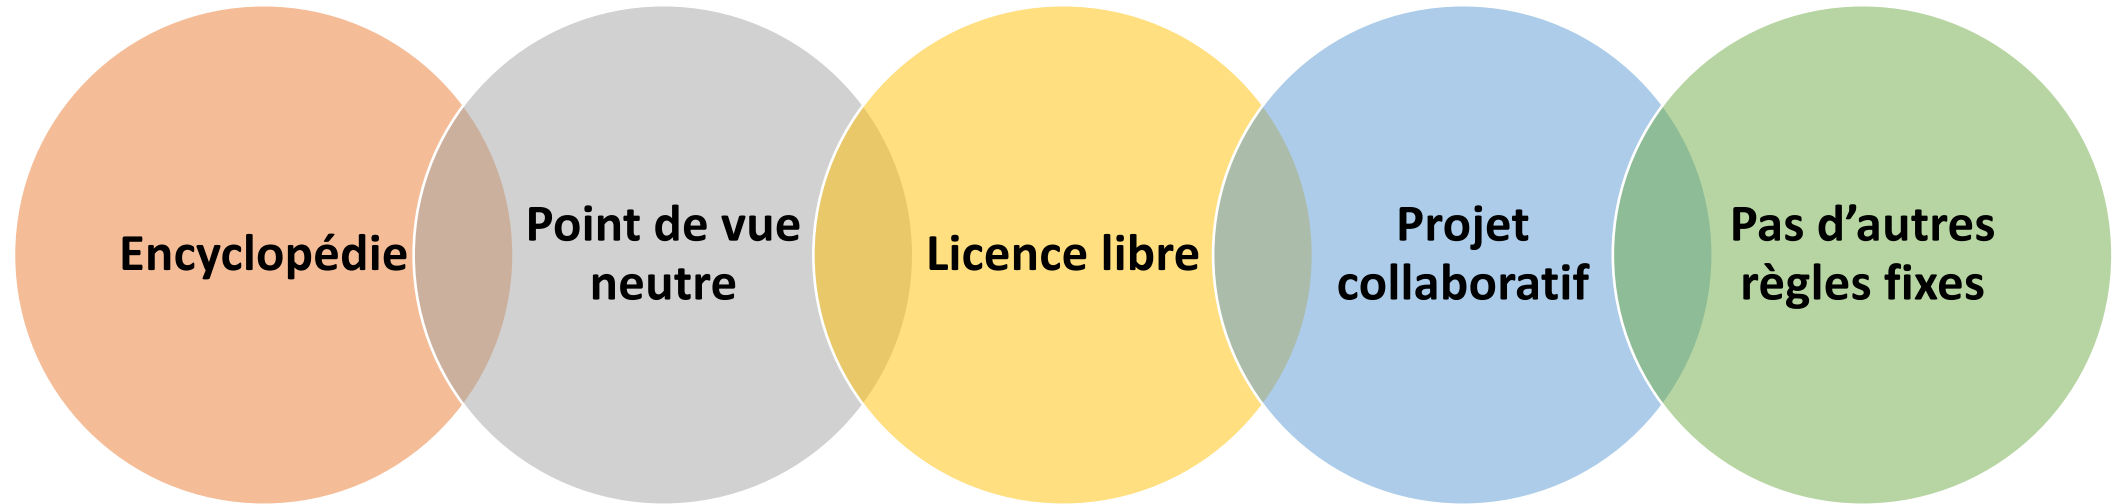 Encyclopédie
Point de vue
neutre
Licence libre
Projet
collaboratif
Pas d’autres
règles fixes